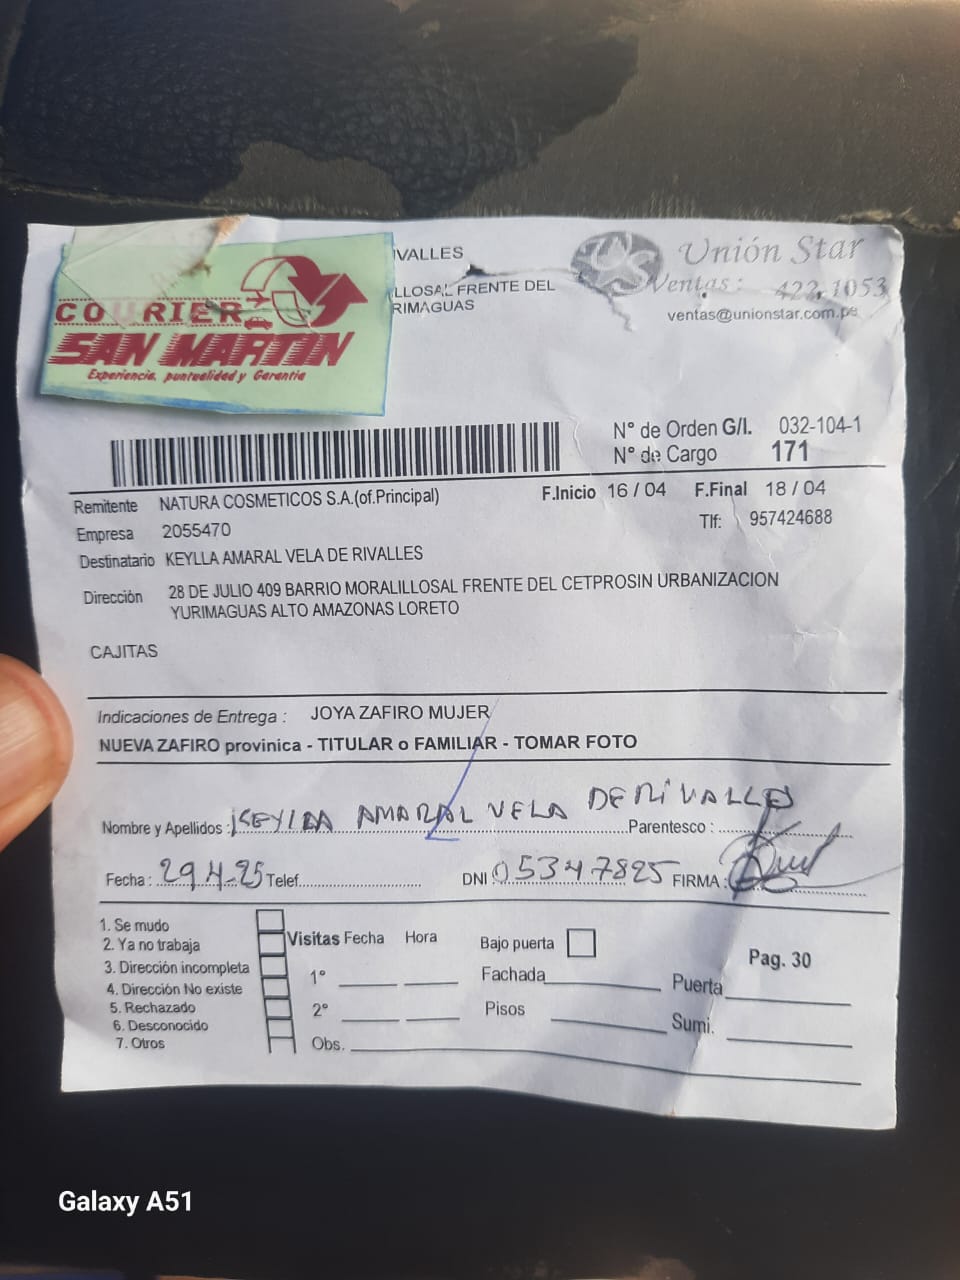 IVALLES
LLOSAL FRENTE DEL
RIMAGUAS
COURIER
SAN MARTIN
Experiencia, puntualidad y Garantia
Unión Star
Ventas : 422-1053
ventas@unionstar.com.pe
N° de Orden G/I. 032-104-1
N° de Cargo 171
Remitente NATURA COSMETICOS S.A.(of.Principal)
F.Inicio 16 / 04 F.Final 18 / 04
Empresa 2055470
Tlf: 957424688
Destinatario KEYLLA AMARAL VELA DE RIVALLES
Dirección 28 DE JULIO 409 BARRIO MORALILLOSAL FRENTE DEL CETPROSIN URBANIZACION
YURIMAGUAS ALTO AMAZONAS LORETO
CAJITAS
Indicaciones de Entrega : JOYA ZAFIRO MUJER
NUEVA ZAFIRO provinica - TITULAR o FAMILIAR - TOMAR FOTO
Nombre y Apellidos : KEYLLA AMARAL VELA DE RIVALLES Parentesco :
Fecha : 29.4.25 Telef. DNI 05347825 FIRMA :
1. Se mudo
2. Ya no trabaja
3. Dirección incompleta
4. Dirección No existe
5. Rechazado
6. Desconocido
7. Otros
Visitas Fecha Hora
1°
2°
Obs.
Bajo puerta
Fachada
Pisos
Pag. 30
Puerta
Sumi.
Galaxy A51